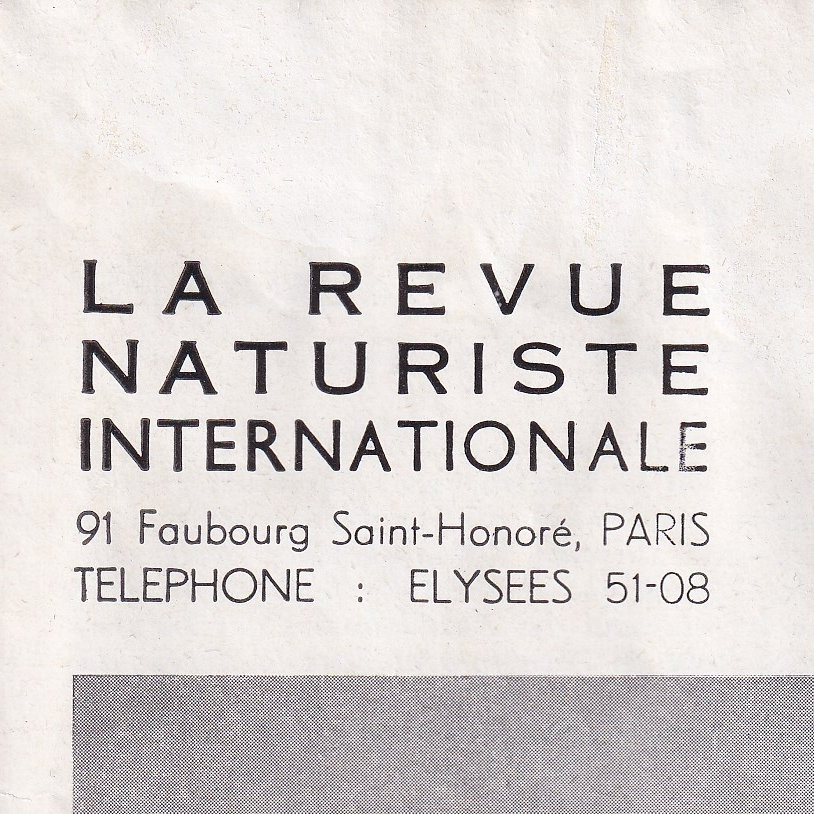 LA REVUE
NATURISTE
INTERNATIONALE
91 Faubourg Saint-Honoré, PARIS
TELEPHONE : ELYSEES 51-08